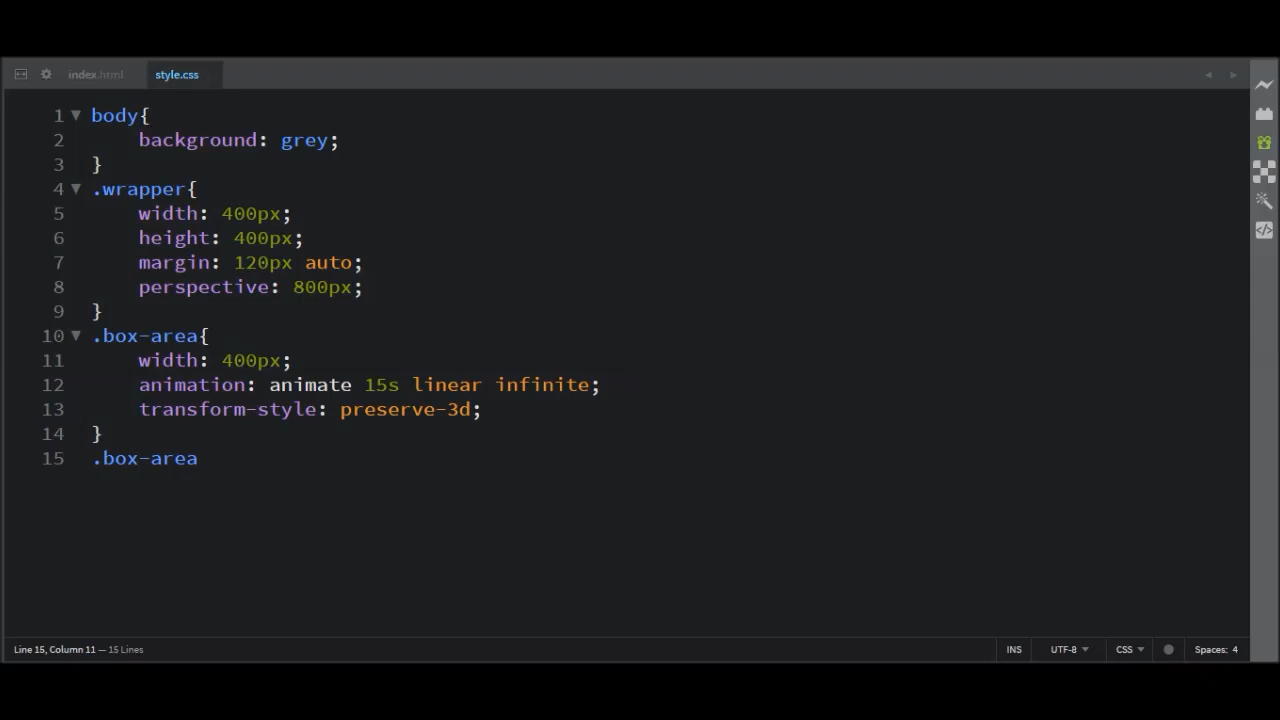 index.html style.css
1 body{
2 background: grey;
3 }
4 .wrapper{
5 width: 400px;
6 height: 400px;
7 margin: 120px auto;
8 perspective: 800px;
9 }
10 .box-area{
11 width: 400px;
12 animation: animate 15s linear infinite;
13 transform-style: preserve-3d;
14 }
15 .box-area
Line 15, Column 11 — 15 Lines INS UTF-8 CSS Spaces: 4